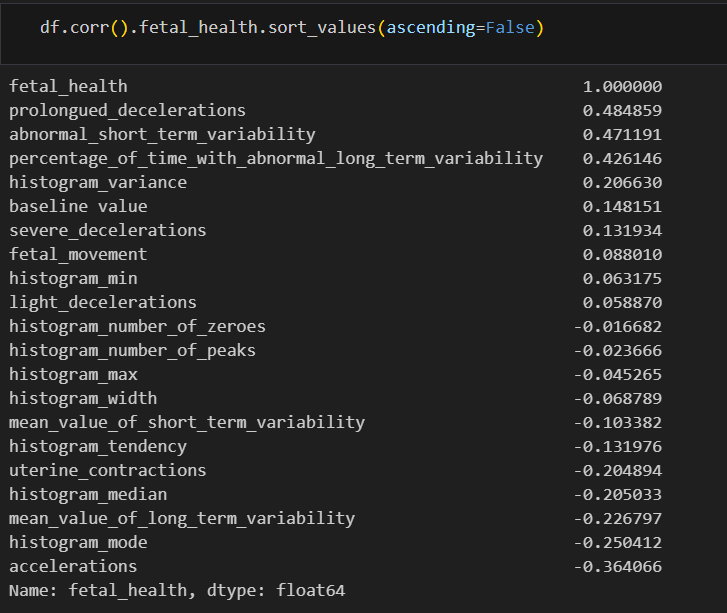 df.corr().fetal_health.sort_values(ascending=False)
fetal_health 1.000000
prolongued_decelerations 0.484859
abnormal_short_term_variability 0.471191
percentage_of_time_with_abnormal_long_term_variability 0.426146
histogram_variance 0.206630
baseline value 0.148151
severe_decelerations 0.131934
fetal_movement 0.088010
histogram_min 0.063175
light_decelerations 0.058870
histogram_number_of_zeroes -0.016682
histogram_number_of_peaks -0.023666
histogram_max -0.045265
histogram_width -0.068789
mean_value_of_short_term_variability -0.103382
histogram_tendency -0.131976
uterine_contractions -0.204894
histogram_median -0.205033
mean_value_of_long_term_variability -0.226797
histogram_mode -0.250412
accelerations -0.364066
Name: fetal_health, dtype: float64